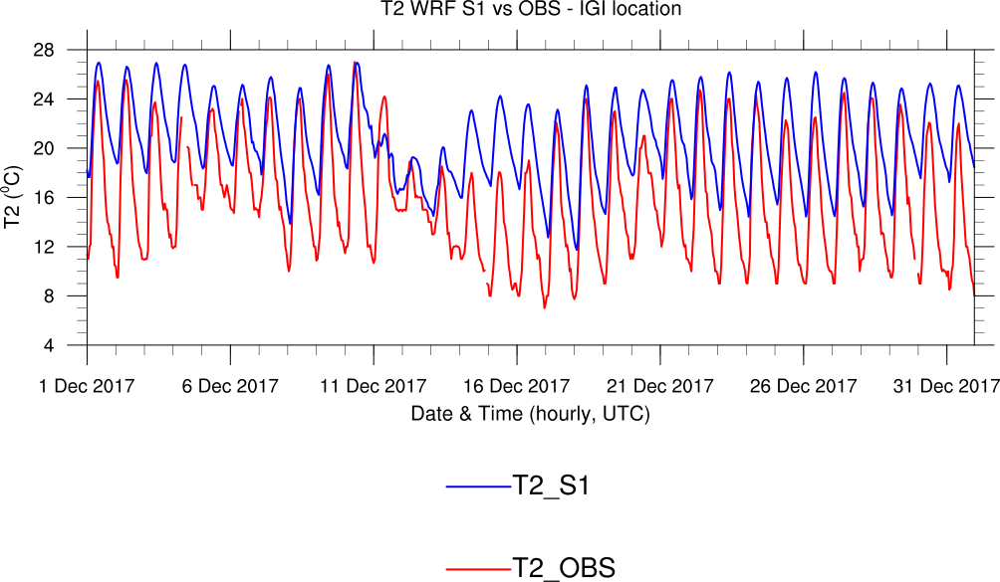 T2 WRF S1 vs OBS - IGI location
28
24
20
16
12
8
4
T2 (⁰C)
1 Dec 2017 6 Dec 2017 11 Dec 2017 16 Dec 2017 21 Dec 2017 26 Dec 2017 31 Dec 2017
Date & Time (hourly, UTC)
T2_S1
T2_OBS